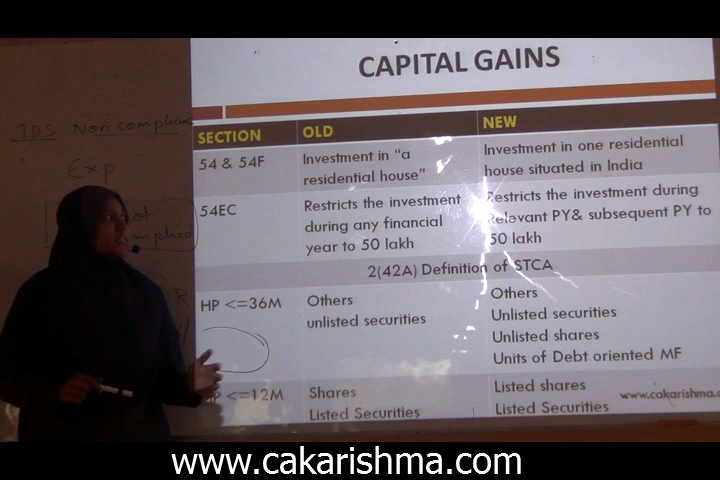 CAPITAL GAINS
TDS Non compliance
Exp
SECTION OLD NEW
54 & 54F Investment in "a residential house" Investment in one residential house situated in India
54EC Restricts the investment during any financial year to 50 lakh Restricts the investment during Relevant PY& subsequent PY to 50 lakh
2(42A) Definition of STCA
HP <=36M Others Others
unlisted securities Unlisted securities
Unlisted shares
Units of Debt oriented MF
<=12M Shares Listed shares
Listed Securities Listed Securities
www.cakarishma.c
www.cakarishma.com